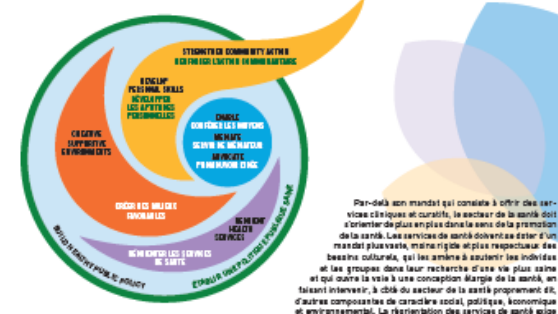 STRENGTHEN COMMUNITY ACTION
RENFORCER L'ACTION COMMUNAUTAIRE
DEVELOP
PERSONAL SKILLS
DÉVELOPPER
LES APTITUDES
PERSONNELLES
ENABLE
CONFÉRER LES MOYENS
MEDIATE
SERVIR DE MÉDIATEUR
ADVOCATE
CREATIVE
SUPPORTIVE
ENVIRONMENTS
CRÉER DES MILIEUX
FAVORABLES
REORIENT
HEALTH
SERVICES
RÉORIENTER LES SERVICES
DE SANTÉ
BUILD HEALTHY PUBLIC POLICY
ÉTABLIR UNE POLITIQUE PUBLIQUE SAINE
Par-delà son mandat qui consiste à offrir des ser-
vices cliniques et curatifs, le secteur de la santé doit
s'orienter de plus en plus dans le sens de la promotion
de la santé. Les services de santé doivent se doter d'un
mandat plus vaste, moins rigide et plus respectueux des
besoins culturels, qui les amène à soutenir les individus
et les groupes dans leur recherche d'une vie plus saine
et qui ouvre la voie à une conception élargie de la santé, en
faisant intervenir, à côté du secteur de la santé proprement dit,
d'autres composantes de caractère social, politique, économique
et environnemental. La réorientation des services de santé exige